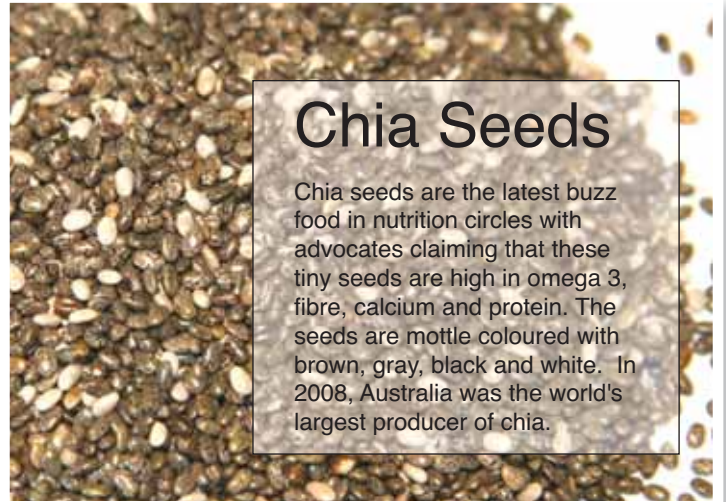 Chia Seeds
Chia seeds are the latest buzz
food in nutrition circles with
advocates claiming that these
tiny seeds are high in omega 3,
fibre, calcium and protein. The
seeds are mottle coloured with
brown, gray, black and white.  In
2008, Australia was the world's
largest producer of chia.